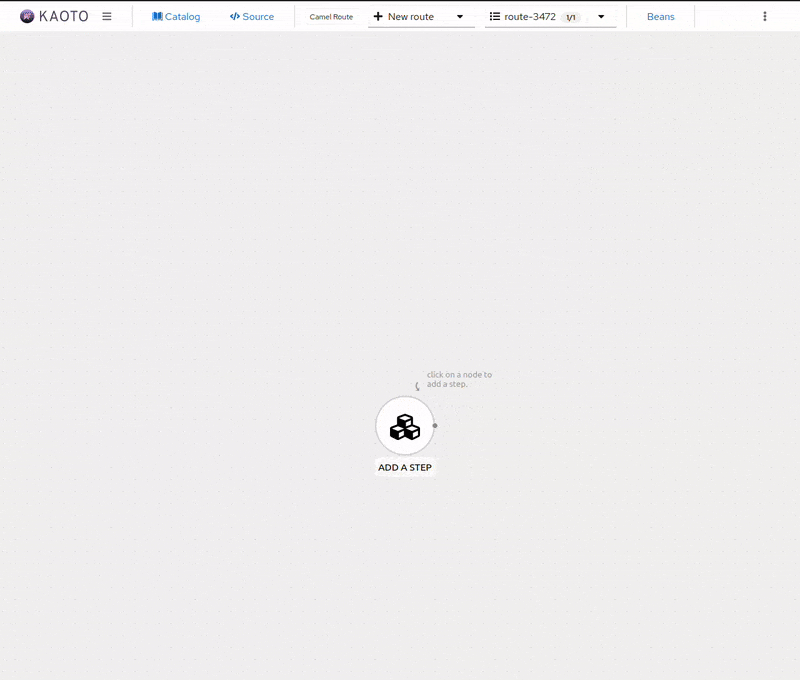 KAOTO
Catalog
Source
Camel Route
New route
route-3472 1/1
Beans
click on a node to
add a step.
ADD A STEP